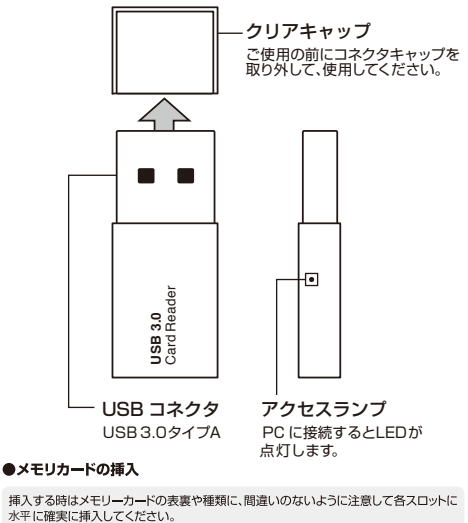 クリアキャップ
ご使用の前にコネクタキャップを
取り外して、使用してください。
USB 3.0
Card Reader
USB コネクタ
USB3.0タイプA
アクセスランプ
PC に接続するとLEDが
点灯します。
●メモリカードの挿入
挿入する時はメモリーカードの表裏や種類に、間違いのないように注意して各スロットに
水平に確実に挿入してください。